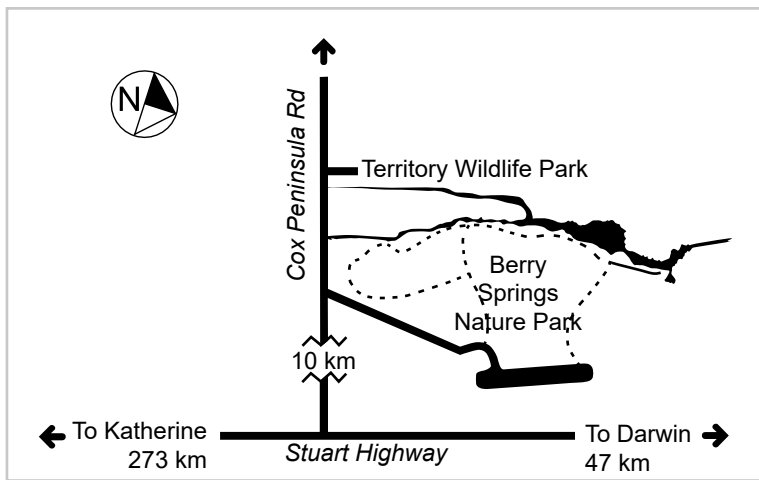 N
Cox Peninsula Rd
Territory Wildlife Park
Berry
Springs
Nature Park
10 km
To Katherine
273 km
Stuart Highway
To Darwin
47 km